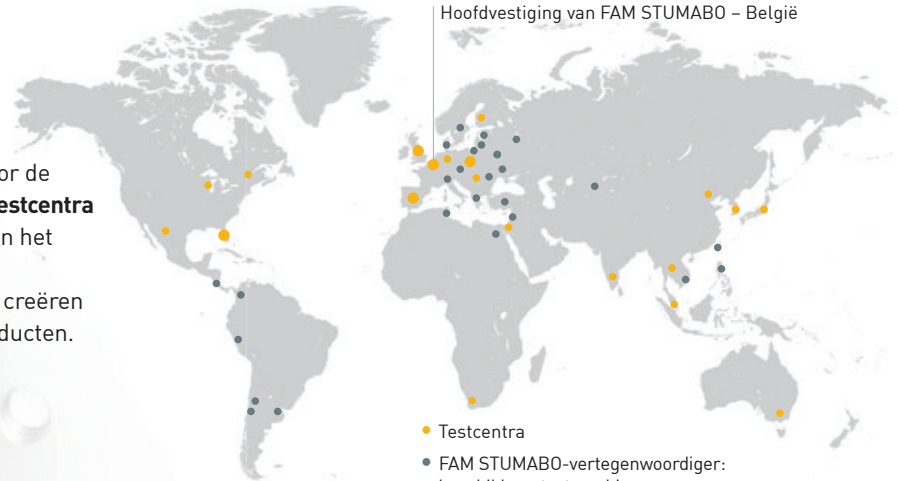 Hoofdvestiging van FAM STUMABO – België
or de
estcentra
n het
creëren
ducten.
Testcentra
FAM STUMABO-vertegenwoordiger: